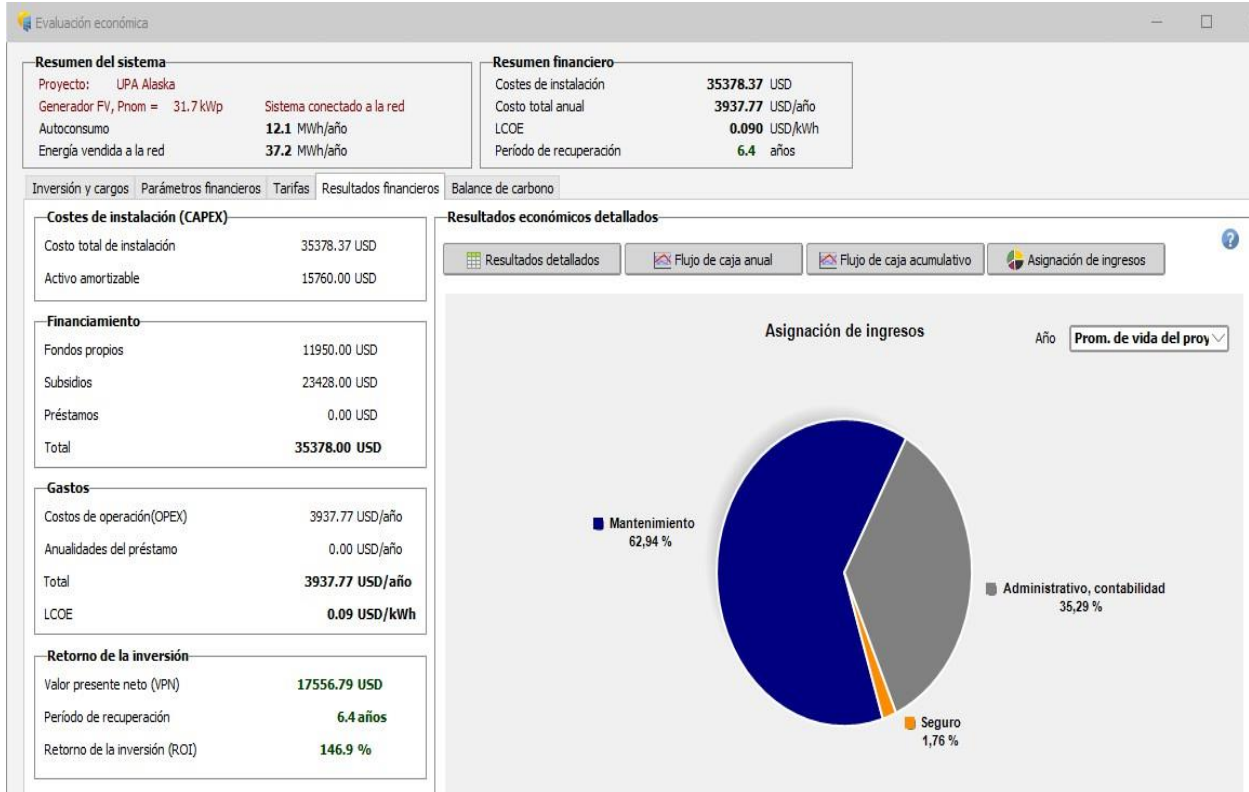 Evaluación económica
Resumen del sistema
Proyecto: UPA Alaska
Generador FV, Pnom = 31.7 kWp Sistema conectado a la red
Autoconsumo 12.1 MWh/año
Energía vendida a la red 37.2 MWh/año
Resumen financiero
Costes de instalación 35378.37 USD
Costo total anual 3937.77 USD/año
LCOE 0.090 USD/kWh
Período de recuperación 6.4 años
Inversión y cargos Parámetros financieros Tarifas Resultados financieros Balance de carbono
Costes de instalación (CAPEX)
Costo total de instalación 35378.37 USD
Activo amortizable 15760.00 USD
Financiamiento
Fondos propios 11950.00 USD
Subsidios 23428.00 USD
Préstamos 0.00 USD
Total 35378.00 USD
Gastos
Costos de operación(OPEX) 3937.77 USD/año
Anualidades del préstamo 0.00 USD/año
Total 3937.77 USD/año
LCOE 0.09 USD/kWh
Retorno de la inversión
Valor presente neto (VPN) 17556.79 USD
Período de recuperación 6.4 años
Retorno de la inversión (ROI) 146.9 %
Resultados económicos detallados
?
Resultados detallados Flujo de caja anual Flujo de caja acumulativo Asignación de ingresos
Asignación de ingresos
Año Prom. de vida del proy
Mantenimiento
62,94 %
Administrativo, contabilidad
35,29 %
Seguro
1,76 %